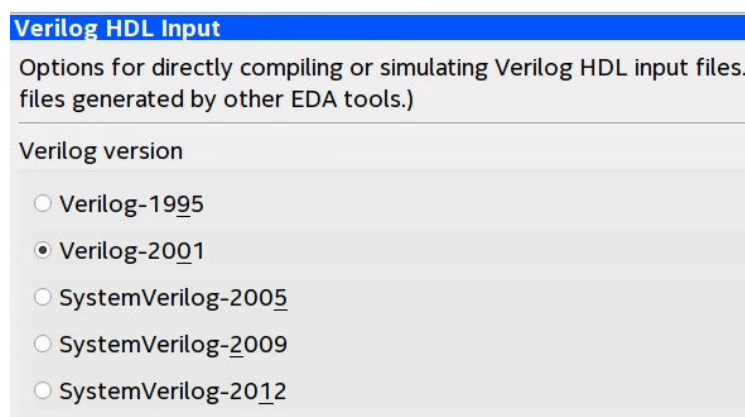 Verilog HDL Input
Options for directly compiling or simulating Verilog HDL input files.
files generated by other EDA tools.)
Verilog version
Verilog-1995
Verilog-2001
SystemVerilog-2005
SystemVerilog-2009
SystemVerilog-2012